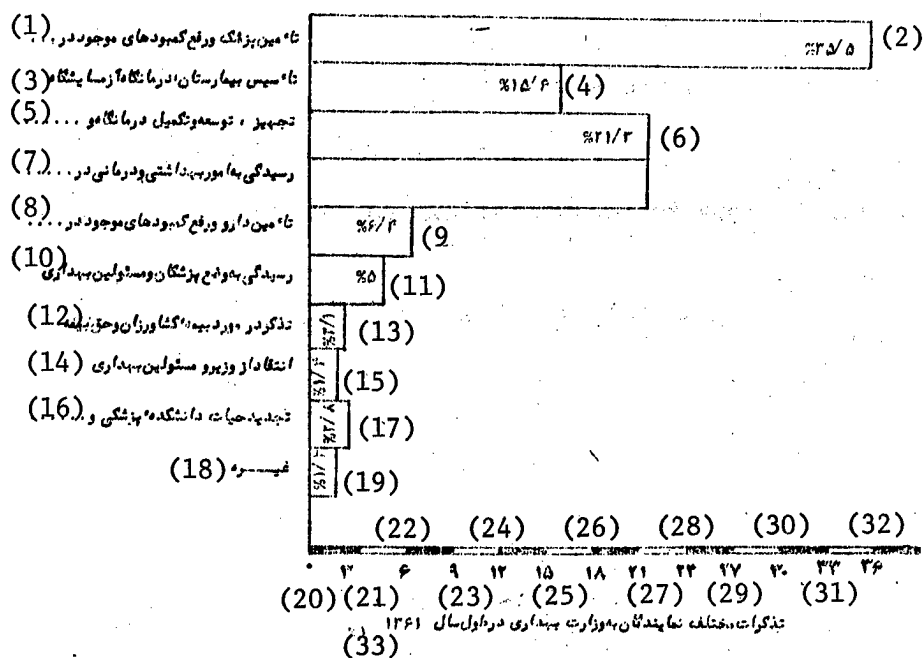 (1) تاٴمین پزشک ورفع کمبودهای موجود در ...
%۳۵/۵ (2)
(3) تاٴسیس بیمارستان، درمانگاه، آزمایشگاه
%۱۵/۶ (4)
(5) تجهیز ، توسعه وتکمیل درمانگاه و .....
%۲۱/۳ (6)
(7) رسیدگی به امور بهداشتی ودرمانی در .....
(8) تاٴمین دارو ورفع کمبودهای موجود در .....
%۶/۴ (9)
(10) رسیدگی به وضع پزشکان ومسئولین بهداری
%۵ (11)
(12) تذکر در مورد بیمه کشاورزان وحق بیمه
(13)
(14) انتقاد از وزیر و مسئولین بهداری
(15)
(16) تجدید حیات دانشکده پزشکی و ...
(17)
(18) غیـــره
(19)
(22) (24) (26) (28) (30) (32)
۰ ۳ ۶ ۹ ۱۲ ۱۵ ۱۸ ۲۱ ۲۴ ۲۷ ۳۰ ۳۳ ۳۶
(20) (21) (23) (25) (27) (29) (31)
تذکرات مختلف نمایندگان به وزارت بهداری در اول سال ۱۳۶۱
(33)